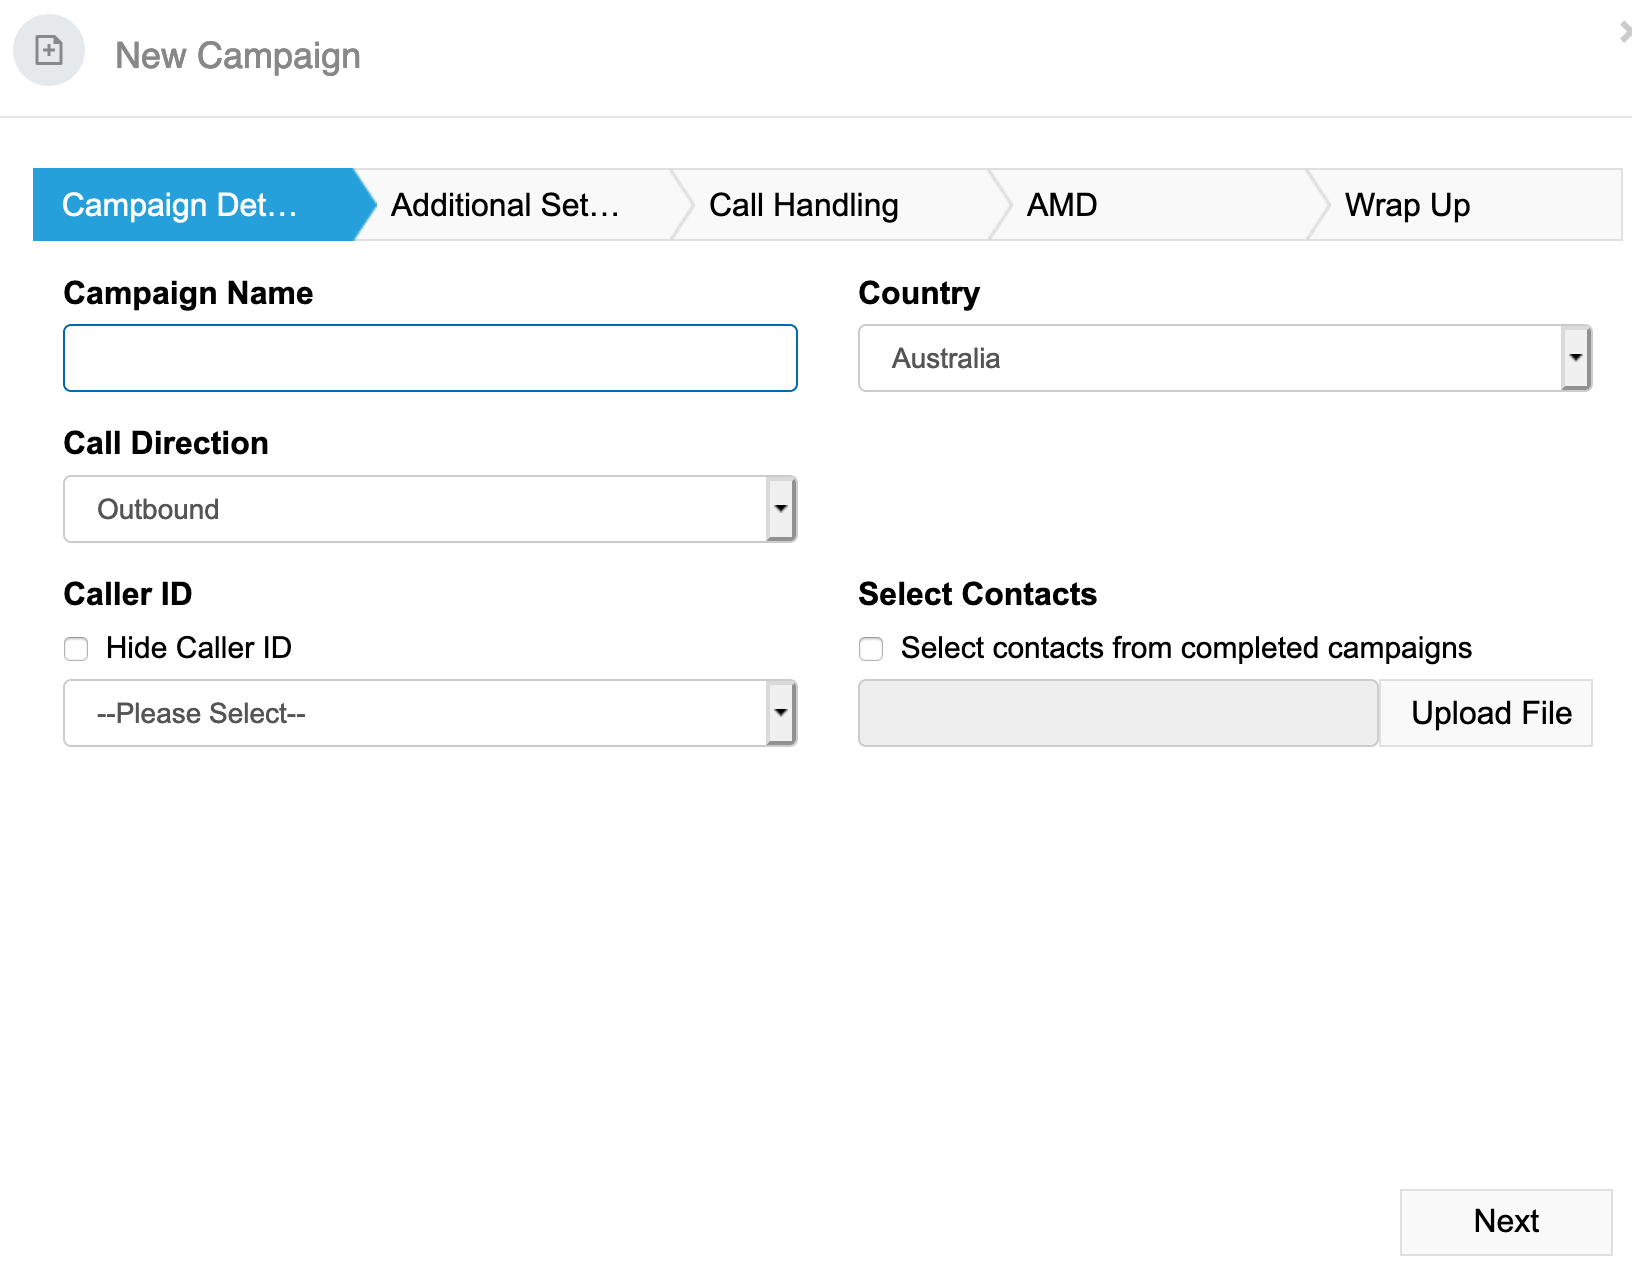 New Campaign
Campaign Det...
Additional Set...
Call Handling
AMD
Wrap Up
Campaign Name
Country
Australia
Call Direction
Outbound
Caller ID
Select Contacts
Hide Caller ID
Select contacts from completed campaigns
--Please Select--
Upload File
Next